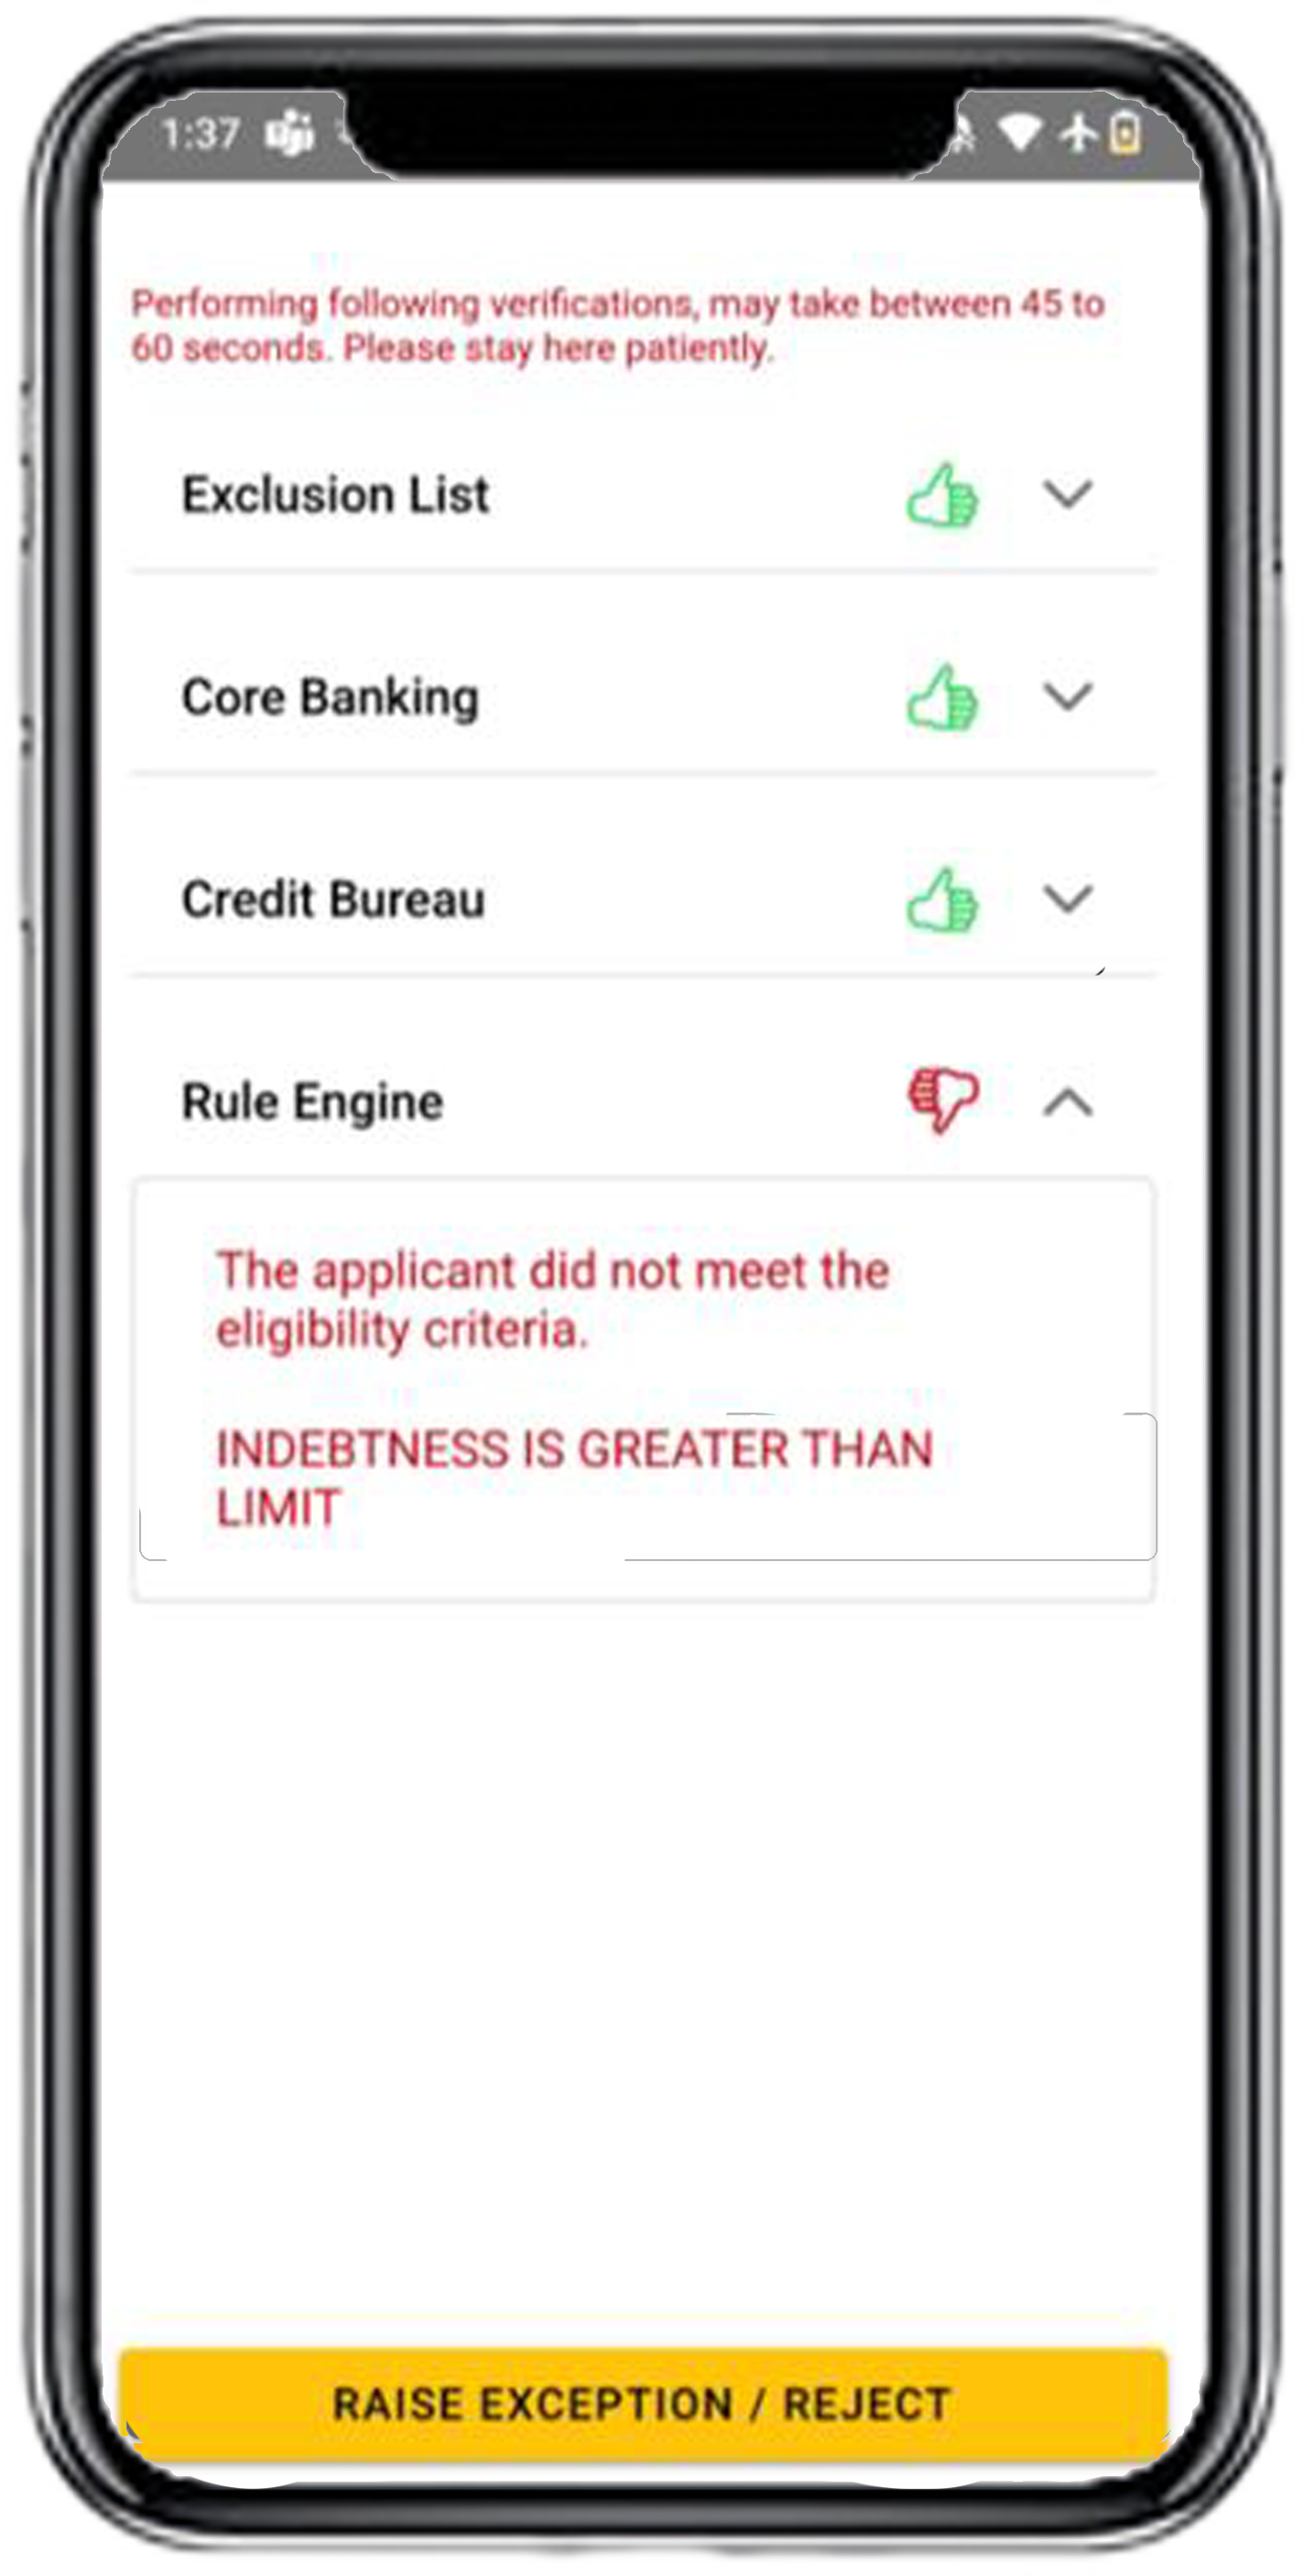 1:37
Performing following verifications, may take between 45 to
60 seconds. Please stay here patiently.
Exclusion List
Core Banking
Credit Bureau
Rule Engine
The applicant did not meet the
eligibility criteria.
INDEBTNESS IS GREATER THAN
LIMIT
RAISE EXCEPTION / REJECT